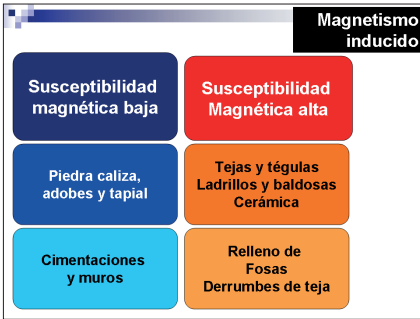 Magnetismo
inducido
Susceptibilidad
magnética baja
Susceptibilidad
Magnética alta
Piedra caliza,
adobes y tapial
Tejas y tégulas
Ladrillos y baldosas
Cerámica
Cimentaciones
y muros
Relleno de
Fosas
Derrumbes de teja